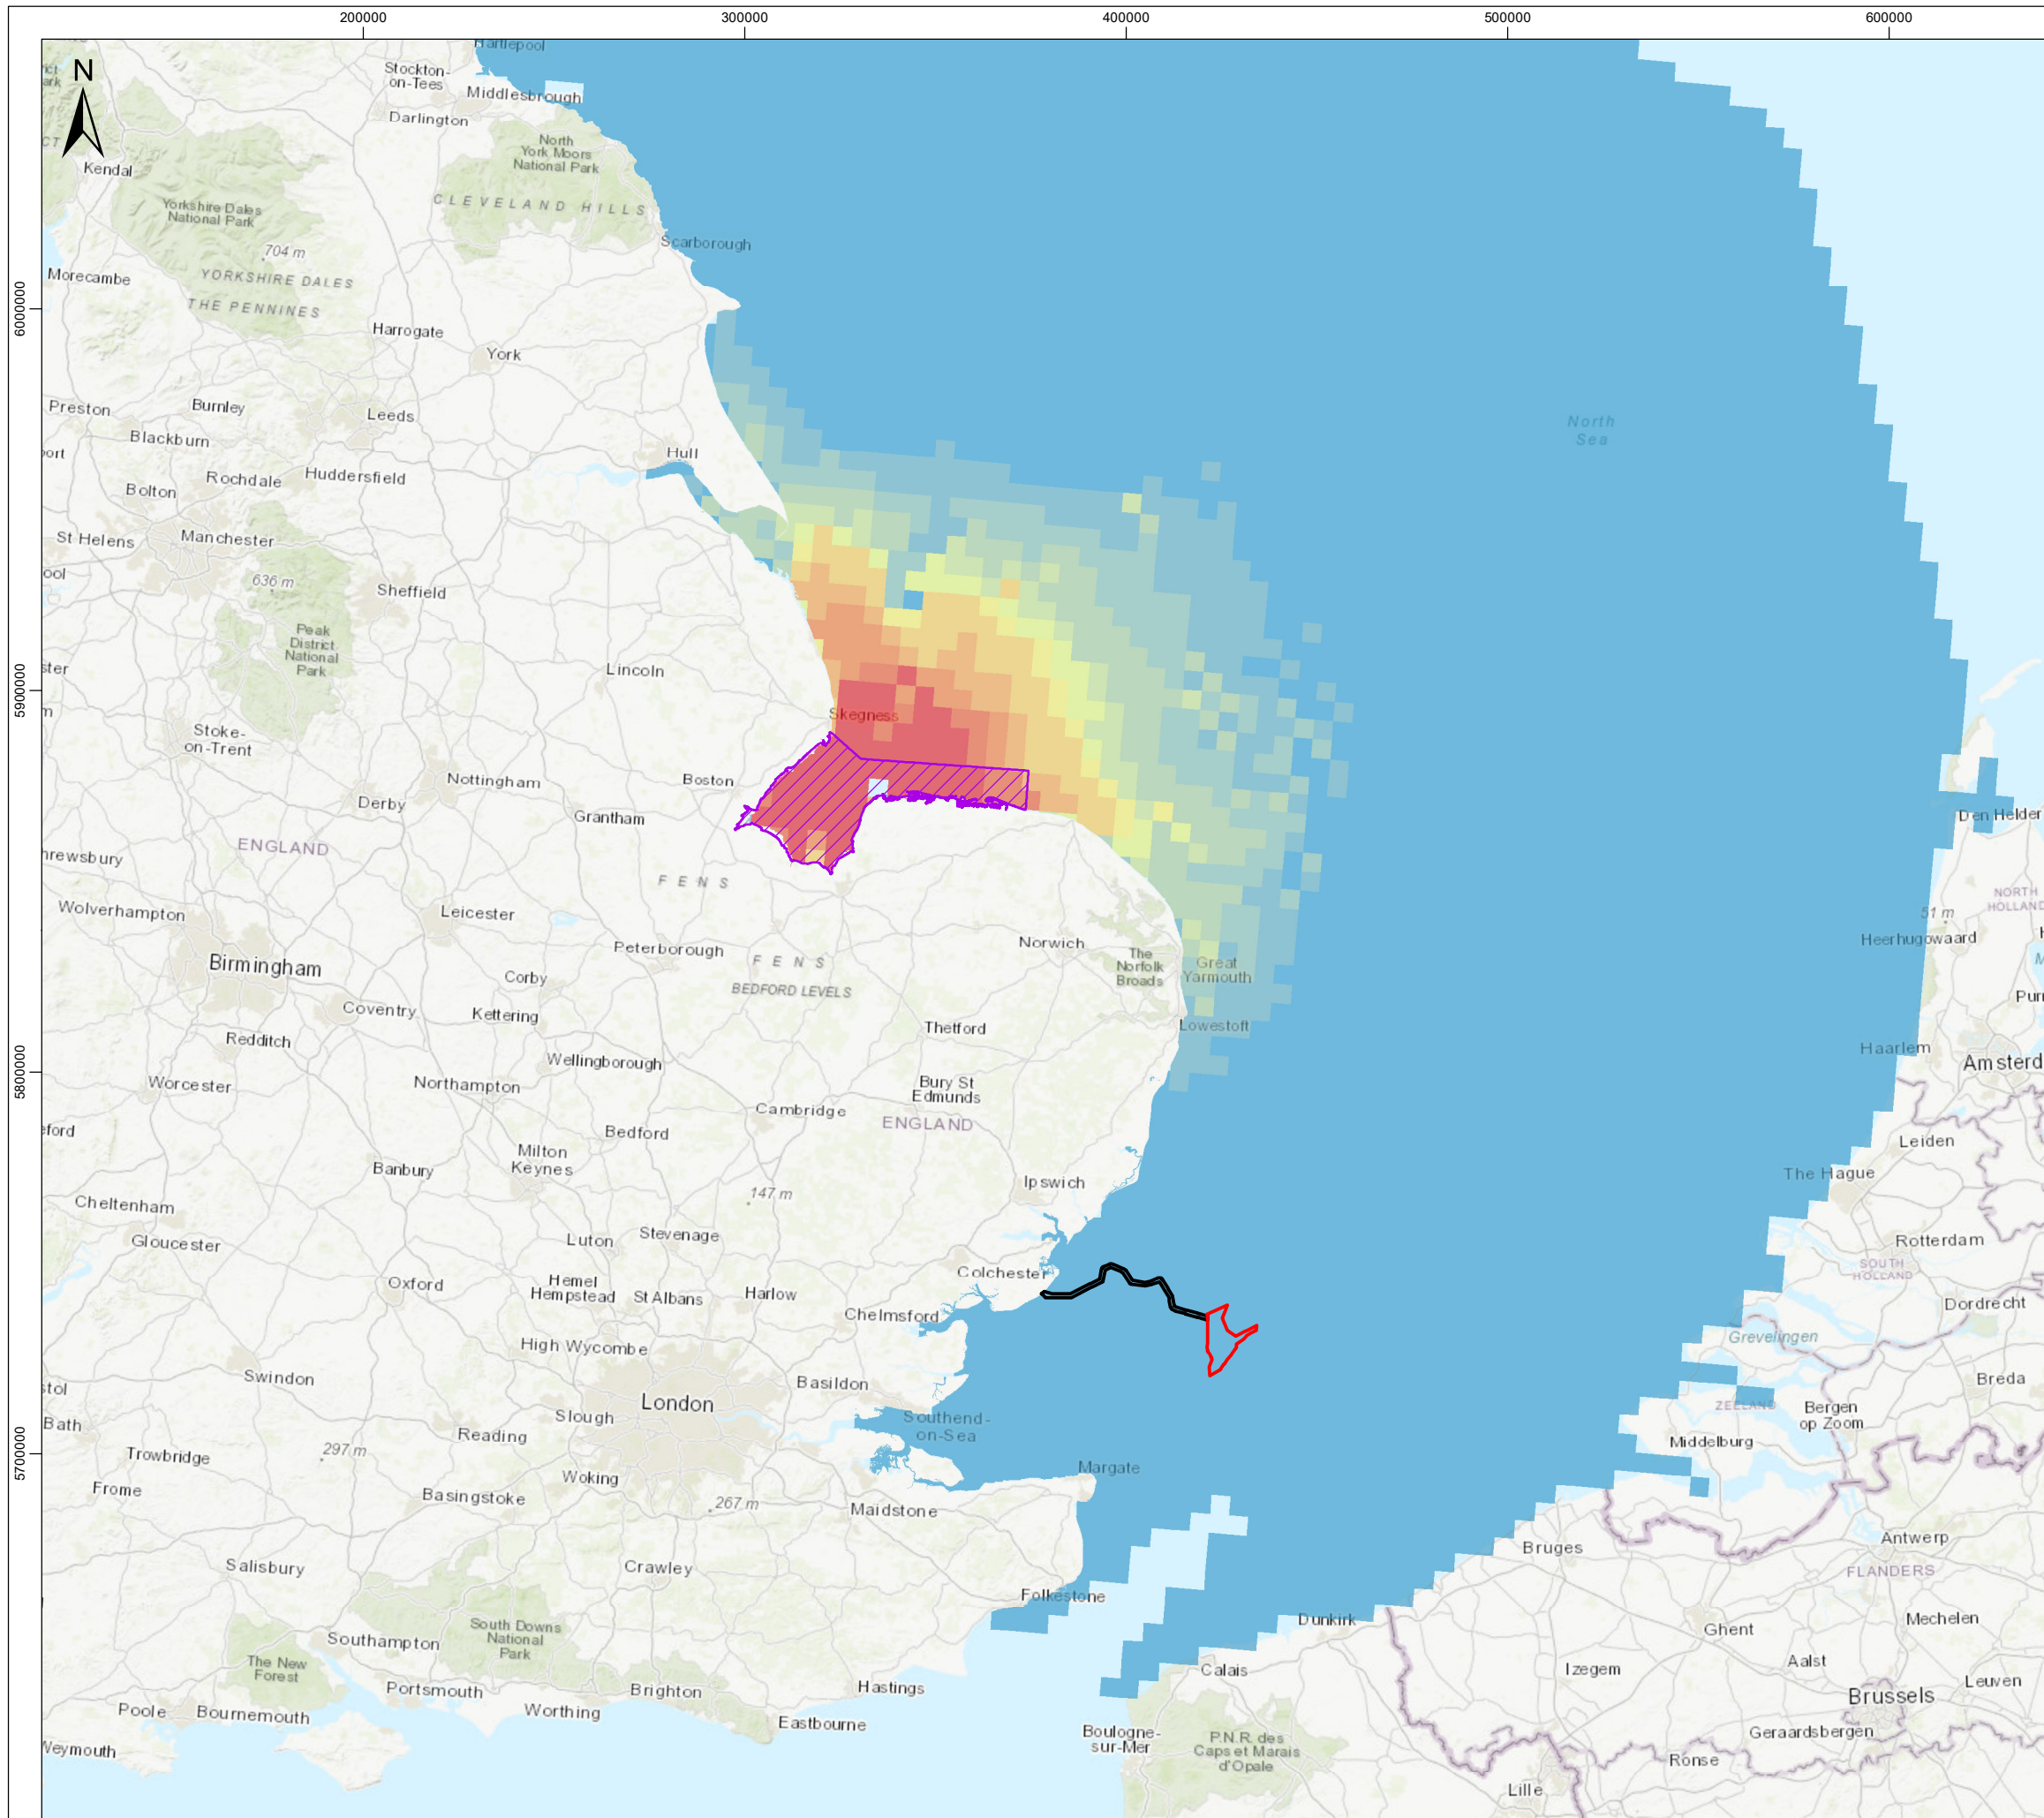 200000
300000
400000
500000
600000
Hartlepool
Stockton-
on-Tees
Middlesbrough
Darlington
N
Kendal
North
York Moors
National Park
CLEVELAND HILLS
Yorkshire Dales
National Park
704 m
Scarborough
Morecambe
YORKSHIRE DALES
THE PENNINES
6000000
Harrogate
York
Preston
Burnley
Leeds
North
Sea
Blackburn
Hull
Rochdale
Huddersfield
Bolton
St Helens
Manchester
636 m
Sheffield
Peak
District
National
Park
Lincoln
5900000
Skegness
Stoke-
on-Trent
Nottingham
Boston
Derby
Grantham
Den Helder
ENGLAND
FENS
NORTH
HOLLAND
51 m
Wolverhampton
Leicester
Heerhugowaard
Peterborough
Norwich
The
Norfolk
Broads
Great
Yarmouth
Birmingham
FENS
Corby
BEDFORD LEVELS
Coventry
Kettering
Thetford
Lowestoft
Redditch
Haarlem
Wellingborough
5800000
Amsterd
Worcester
Northampton
Bury St
Edmunds
Cambridge
ENGLAND
Bedford
Leiden
Milton
Keynes
Banbury
The Hague
Ipswich
147 m
Cheltenham
Gloucester
Luton
Stevenage
Rotterdam
SOUTH
HOLLAND
Oxford
Hemel
Hempstead
St Albans
Harlow
Colchester
Chelmsford
Dordrecht
Grevelingen
High Wycombe
Swindon
Basildon
Breda
London
ZEELAND
Bergen
op Zoom
Bath
Slough
Southend-
on-Sea
Reading
Middelburg
5700000
Trowbridge
297 m
Margate
Woking
Frome
Basingstoke
267 m
Maidstone
Antwerp
Bruges
Salisbury
Crawley
FLANDERS
Folkestone
Dunkirk
Mechelen
South Downs
National
Park
Southampton
Ghent
The New
Forest
Aalst
Calais
Izegem
Leuven
Portsmouth
Brighton
Hastings
Brussels
Poole
Bournemouth
Worthing
Eastbourne
Boulogne-
sur-Mer
P.N.R. des
Caps et Marais
d'Opale
Geraardsbergen
Weymouth
Ronse
Lille